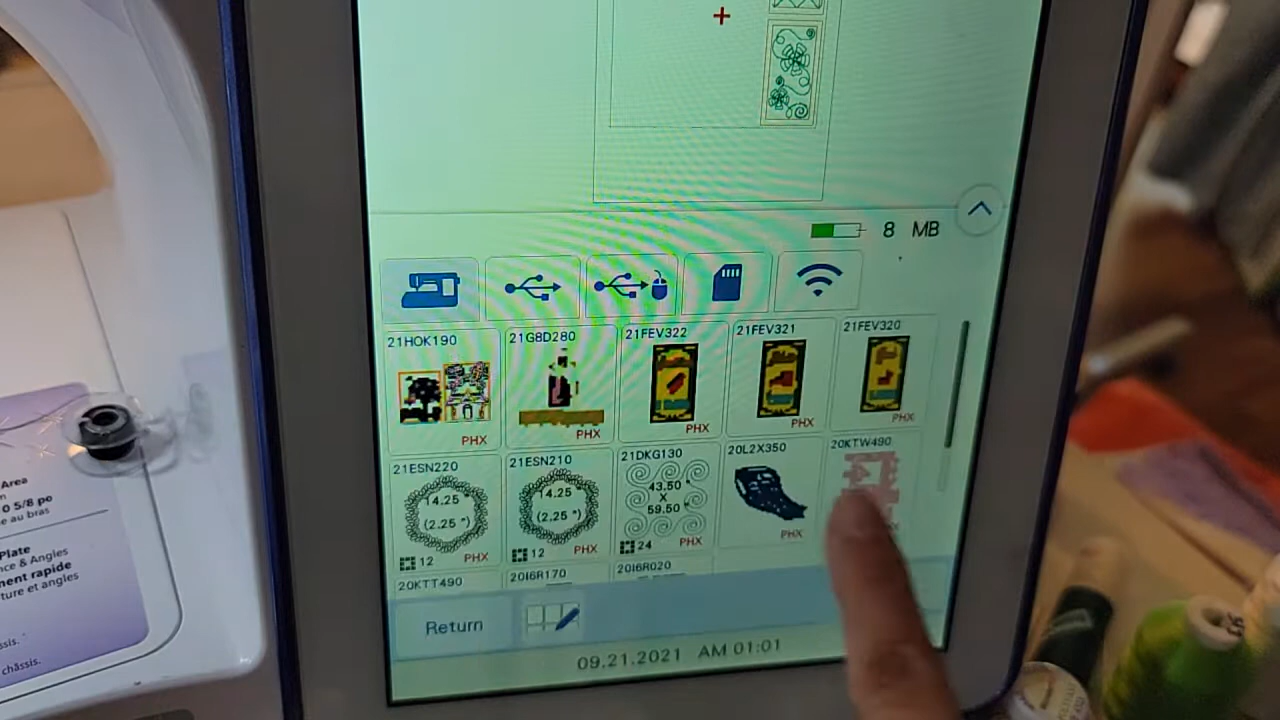 8 MB
21HOK190
21G8D280
21FEV322
21FEV321
21FEV320
PHX
PHX
PHX
PHX
PHX
21ESN220
21ESN210
21DKG130
20L2X350
20KTW490
(4.25
(2.25 ")
12
PHX
(4.25 "
(2.25 ")
12
PHX
43.50 "
X
59.50 "
24
PHX
PHX
20KTT490
20I6R170
20I6R020
Return
09.21.2021 AM 01:01
Area
0 5/8 po
au bras
Plate
nce & Angles
ment rapide
ture et angles
châssis.